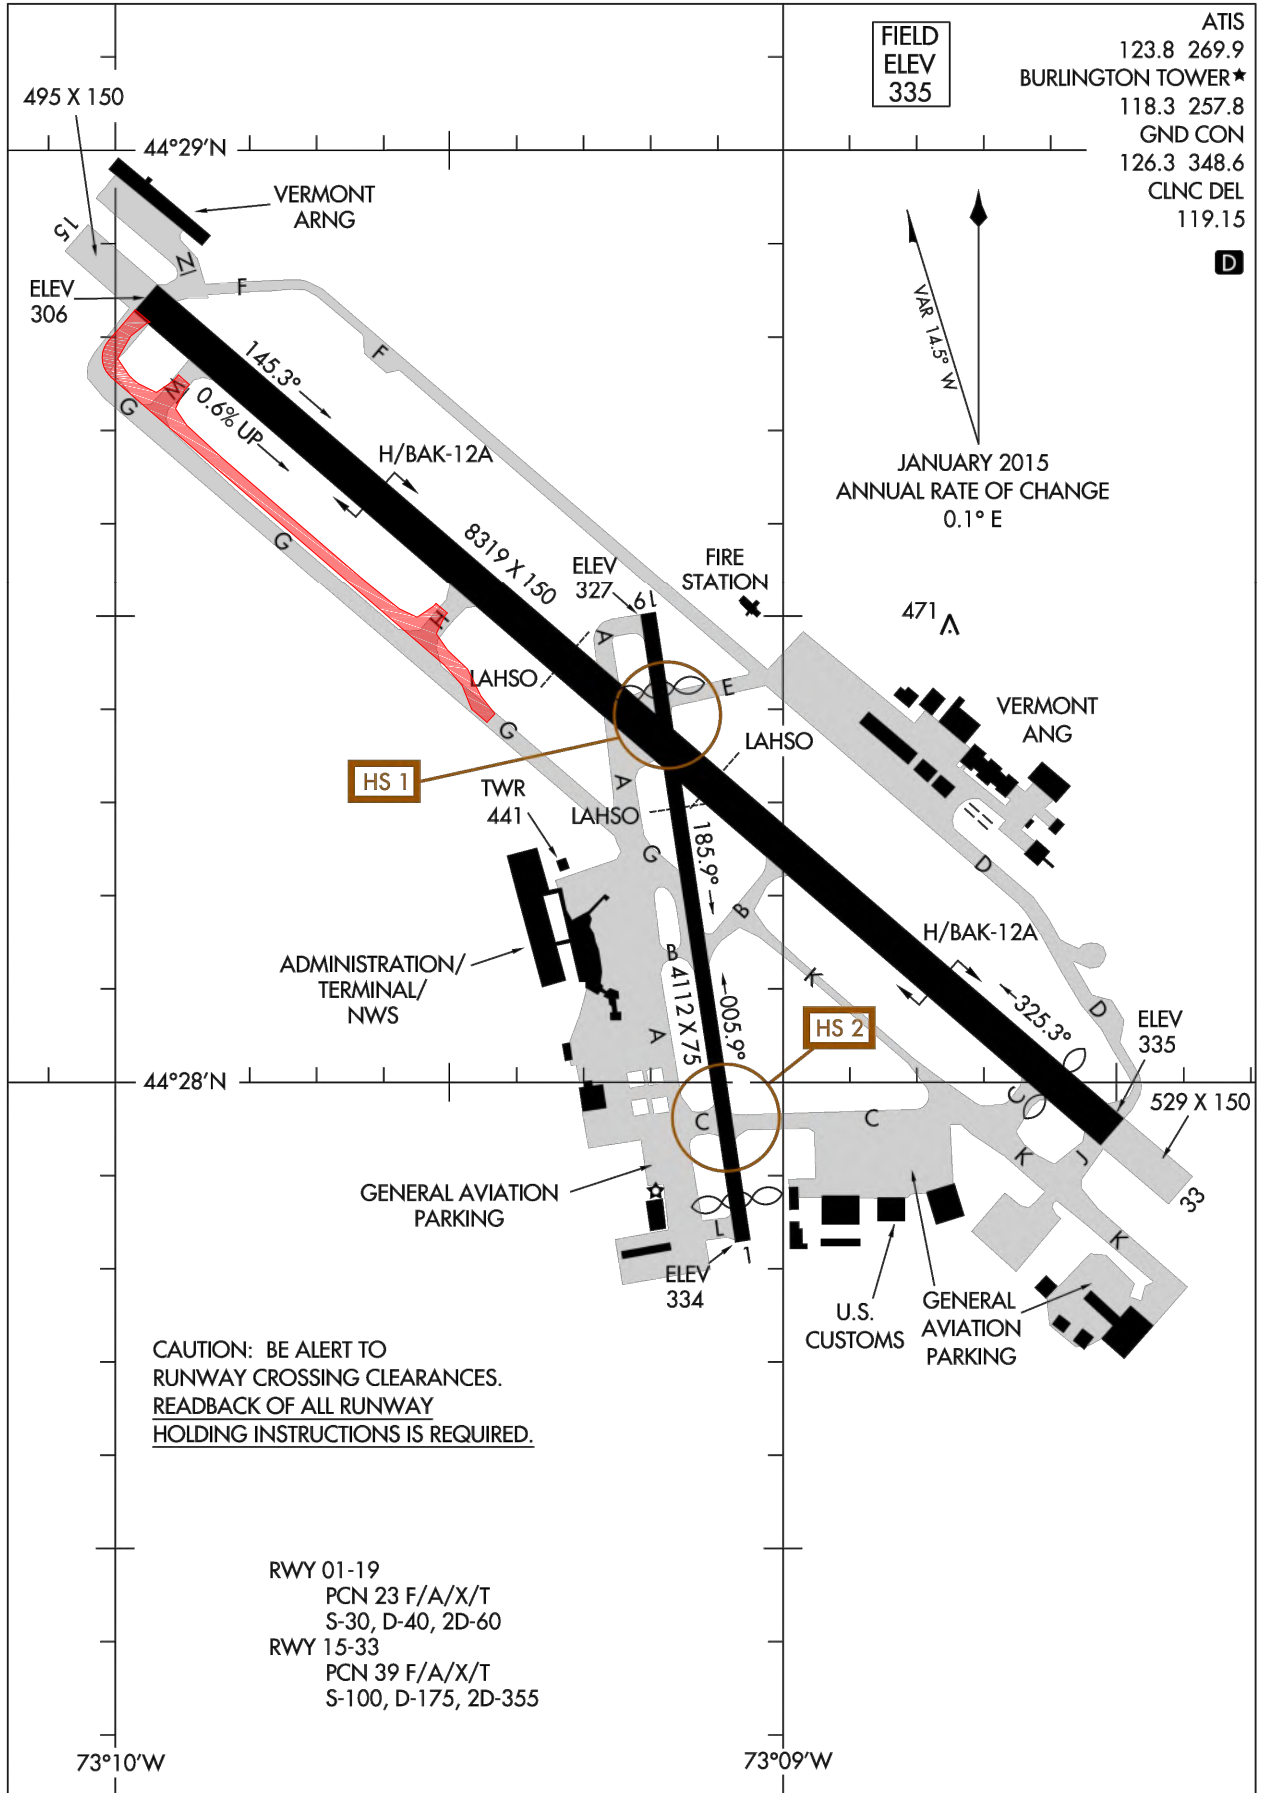 ATIS
123.8 269.9
BURLINGTON TOWER★
118.3 257.8
GND CON
126.3 348.6
CLNC DEL
119.15
D
FIELD
ELEV
335
495 X 150
44°29'N
VERMONT
ARNG
15
N
F
ELEV
306
F
VAR 14.5° W
145.3°
W
0.6% UP
G
H/BAK-12A
JANUARY 2015
ANNUAL RATE OF CHANGE
0.1° E
G
8319 X 150
ELEV
327
19
FIRE
STATION
471
H
A
LAHSO
E
VERMONT
ANG
G
LAHSO
HS 1
A
TWR
441
LAHSO
185.9°
G
D
B
H/BAK-12A
ADMINISTRATION/
TERMINAL/
NWS
B
4112 X 75
K
005.9°
325.3°
D
HS 2
A
ELEV
335
44°28'N
C
C
C
529 X 150
K
J
GENERAL AVIATION
PARKING
33
L
K
1
ELEV
334
U.S.
CUSTOMS
GENERAL
AVIATION
PARKING
CAUTION: BE ALERT TO
RUNWAY CROSSING CLEARANCES.
READBACK OF ALL RUNWAY
HOLDING INSTRUCTIONS IS REQUIRED.
RWY 01-19
PCN 23 F/A/X/T
S-30, D-40, 2D-60
RWY 15-33
PCN 39 F/A/X/T
S-100, D-175, 2D-355
73°10'W
73°09'W